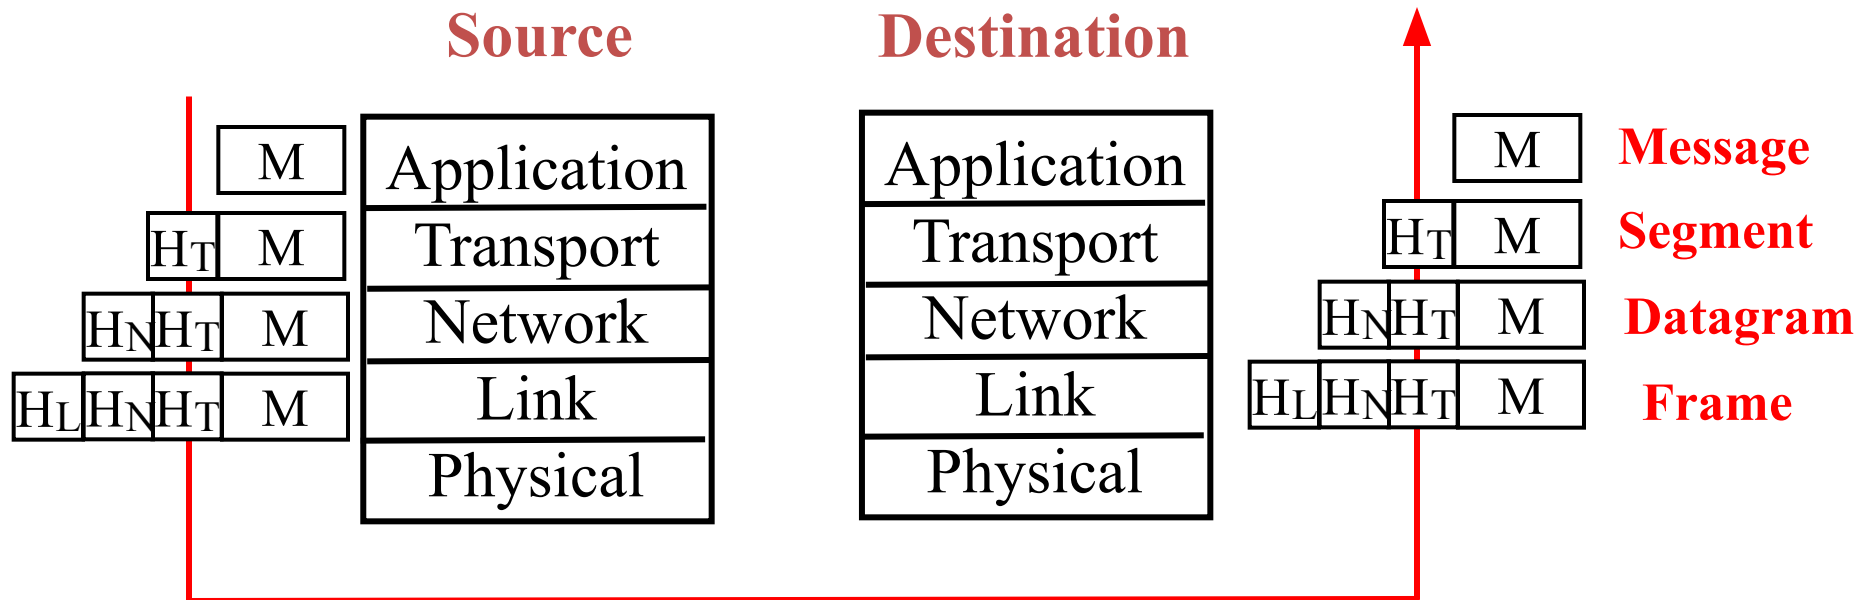 Source Destination
M Application Application M Message
HT M Transport Transport HT M Segment
HN HT M Network Network HN HT M Datagram
HL HN HT M Link Link HL HN HT M Frame
Physical Physical